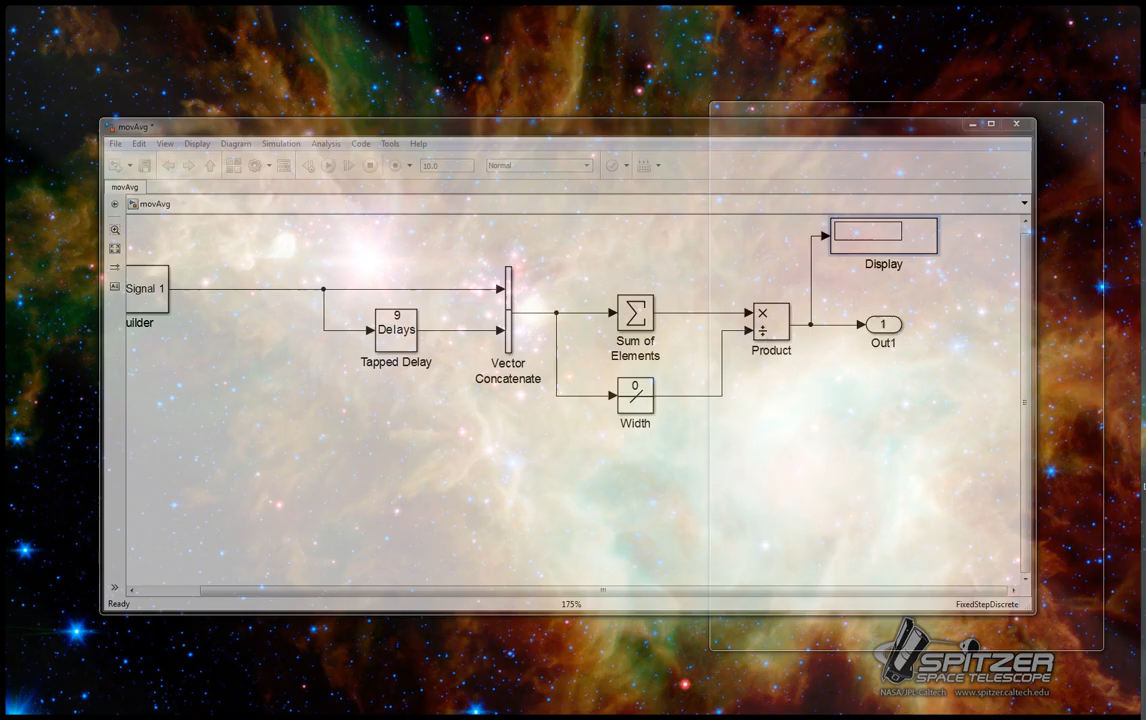 movAvg *
File Edit View Display Diagram Simulation Analysis Code Tools Help
10.0 Normal
movAvg
movAvg
Signal 1
uilder
9
Delays
Tapped Delay
Vector
Concatenate
Sum of
Elements
0
Width
×
÷
Product
Display
1
Out1
Ready 175% FixedStepDiscrete
SPITZER
SPACE TELESCOPE
NASA/JPL-Caltech www.spitzer.caltech.edu